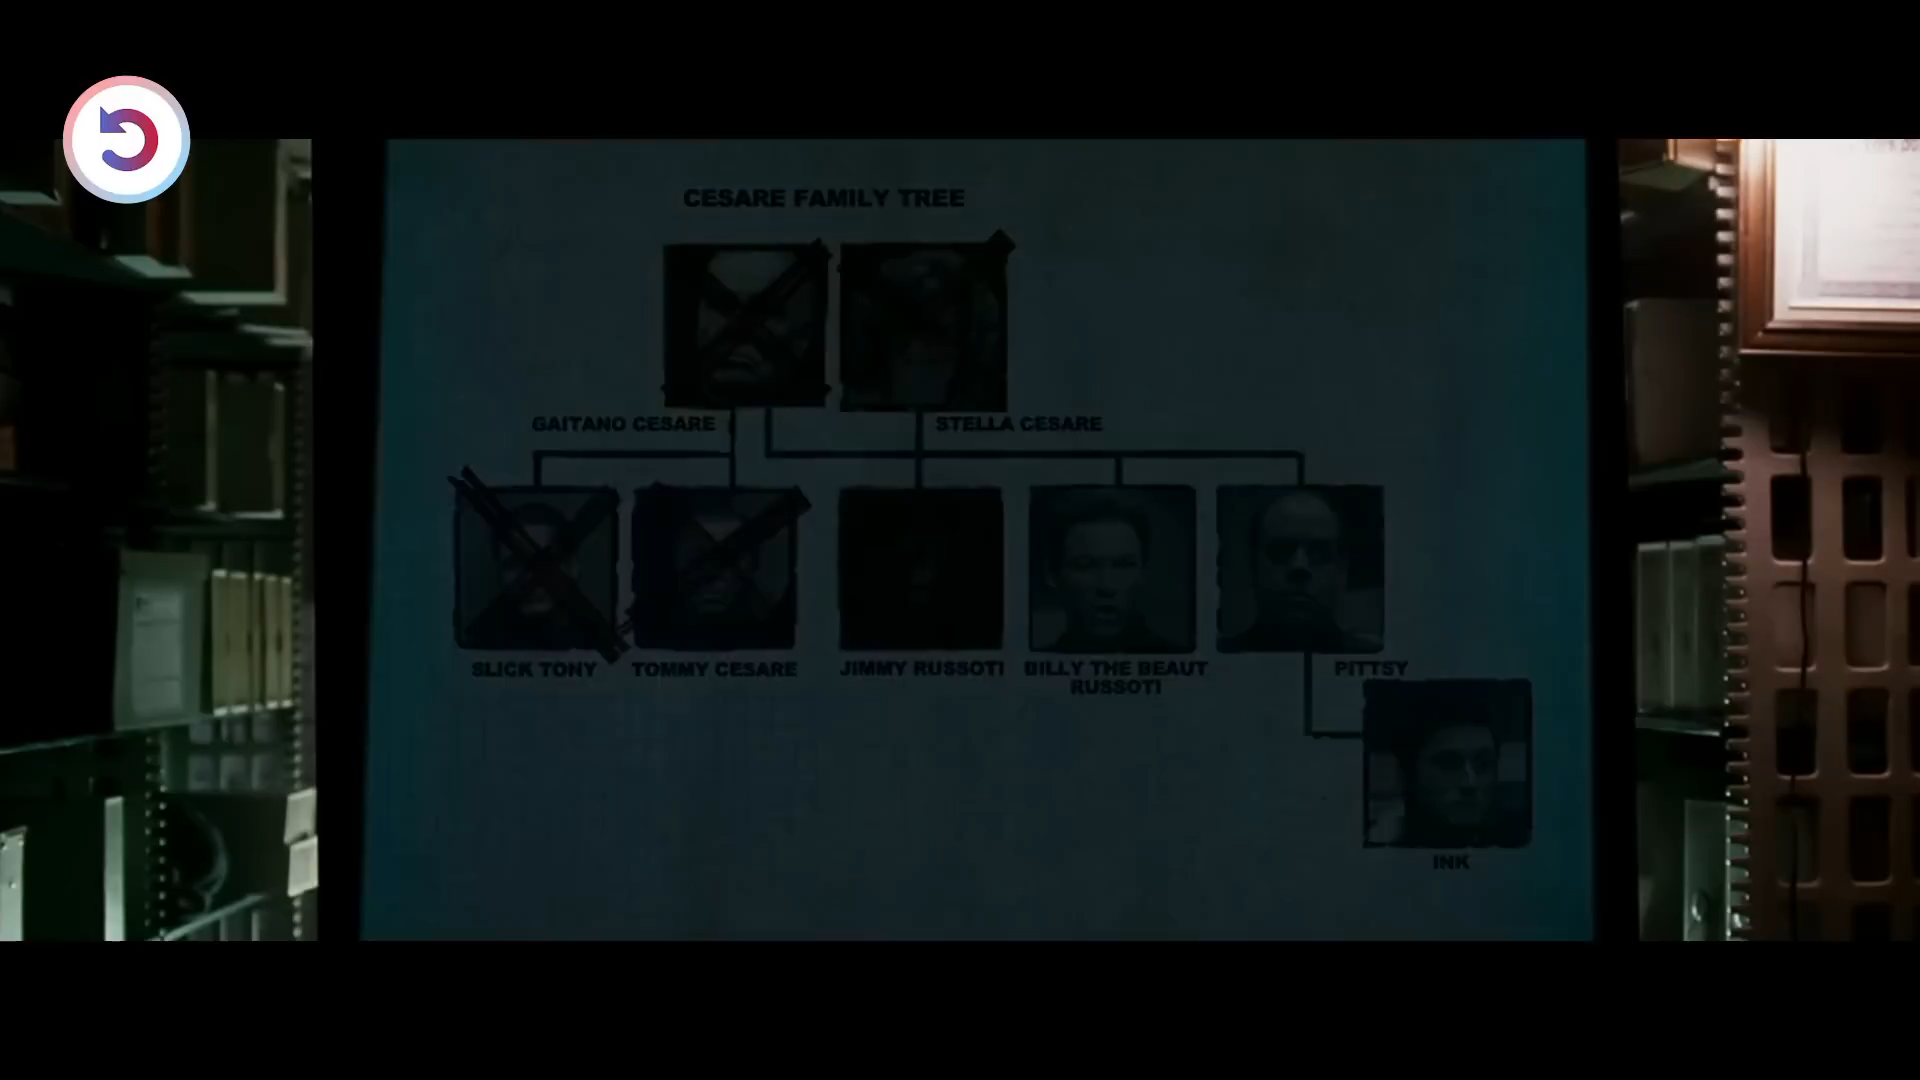 CESARE FAMILY TREE
GAITANO CESARE
STELLA CESARE
SLICK TONY
TOMMY CESARE
JIMMY RUSSOTI
BILLY THE BEAUT
RUSSOTI
PITTSY
INK